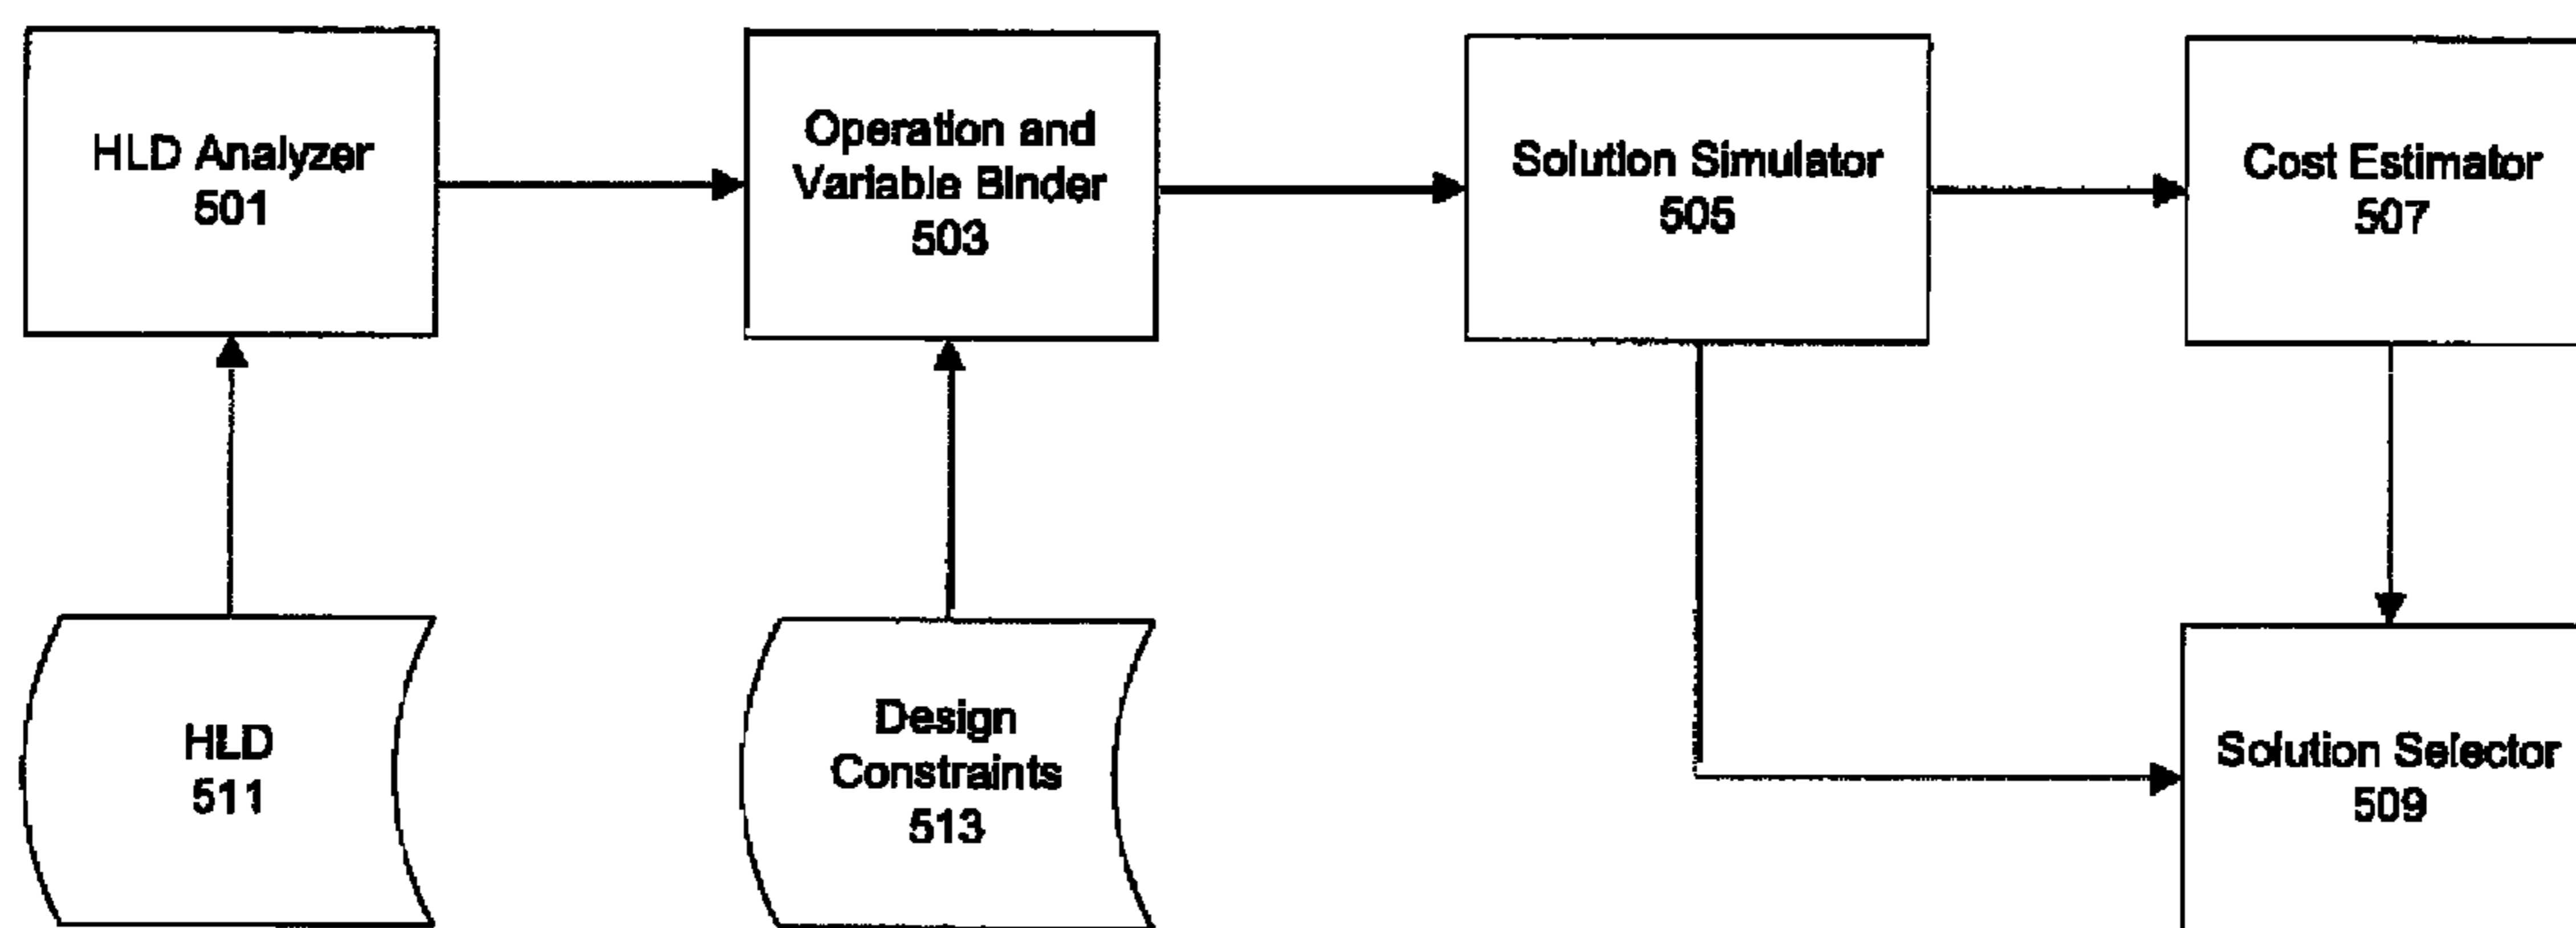 HLD Analyzer
501
Operation and
Variable Binder
503
Solution Simulator
505
Cost Estimator
507
HLD
511
Design
Constraints
513
Solution Selector
509